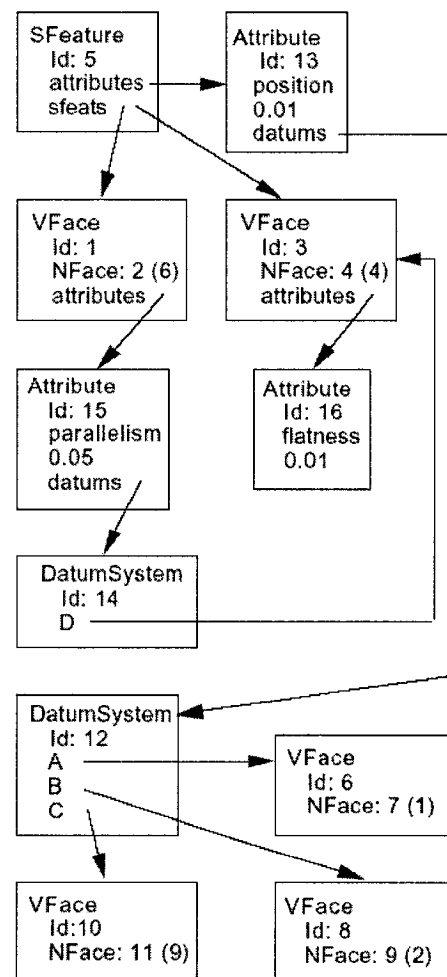 SFeature
Id: 5
attributes
sfeats
Attribute
Id: 13
position
0.01
datums
VFace
Id: 1
NFace: 2 (6)
attributes
VFace
Id: 3
NFace: 4 (4)
attributes
Attribute
Id: 15
parallelism
0.05
datums
Attribute
Id: 16
flatness
0.01
DatumSystem
Id: 14
D
DatumSystem
Id: 12
A
B
C
VFace
Id: 6
NFace: 7 (1)
VFace
Id:10
NFace: 11 (9)
VFace
Id: 8
NFace: 9 (2)